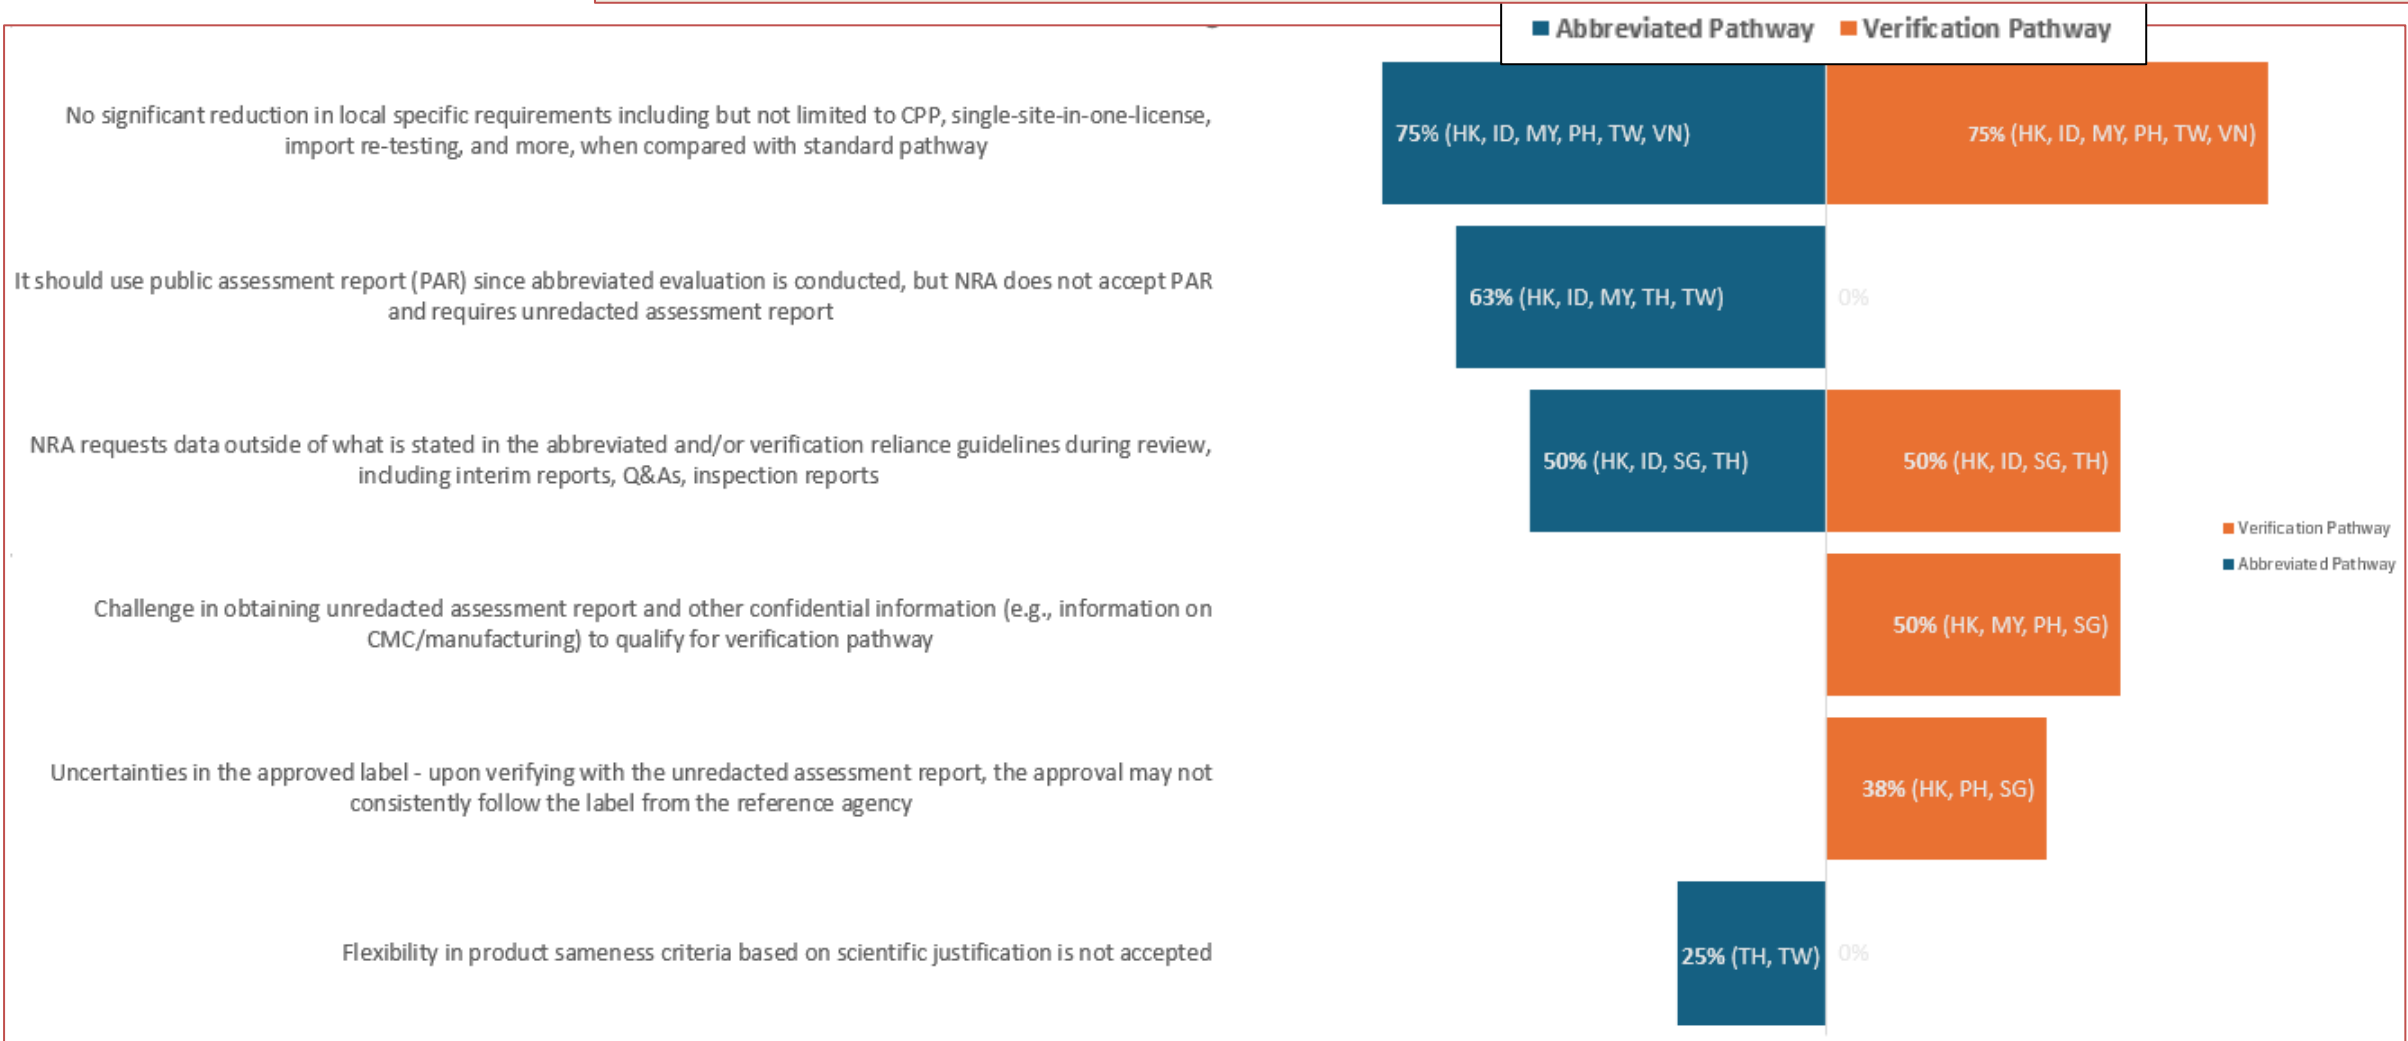 Abbreviated Pathway Verification Pathway
No significant reduction in local specific requirements including but not limited to CPP, single-site-in-one-license,
import re-testing, and more, when compared with standard pathway
75% (HK, ID, MY, PH, TW, VN)
75% (HK, ID, MY, PH, TW, VN)
It should use public assessment report (PAR) since abbreviated evaluation is conducted, but NRA does not accept PAR
and requires unredacted assessment report
63% (HK, ID, MY, TH, TW)
0%
NRA requests data outside of what is stated in the abbreviated and/or verification reliance guidelines during review,
including interim reports, Q&As, inspection reports
50% (HK, ID, SG, TH)
50% (HK, ID, SG, TH)
Verification Pathway
Abbreviated Pathway
Challenge in obtaining unredacted assessment report and other confidential information (e.g., information on
CMC/manufacturing) to qualify for verification pathway
50% (HK, MY, PH, SG)
Uncertainties in the approved label - upon verifying with the unredacted assessment report, the approval may not
consistently follow the label from the reference agency
38% (HK, PH, SG)
Flexibility in product sameness criteria based on scientific justification is not accepted
25% (TH, TW)
0%